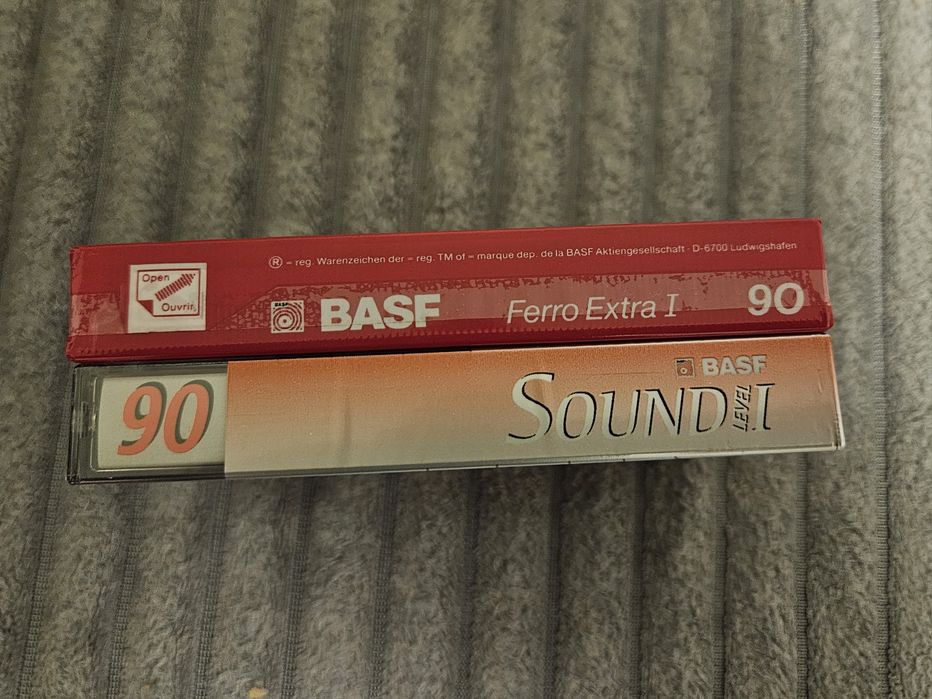 ® = reg. Warenzeichen der = reg. TM of = marque dep. de la BASF Aktiengesellschaft · D-6700 Ludwigshafen
Open
Ouvrir
BASF
BASF Ferro Extra I 90
90
BASF
SOUND LEVEL I